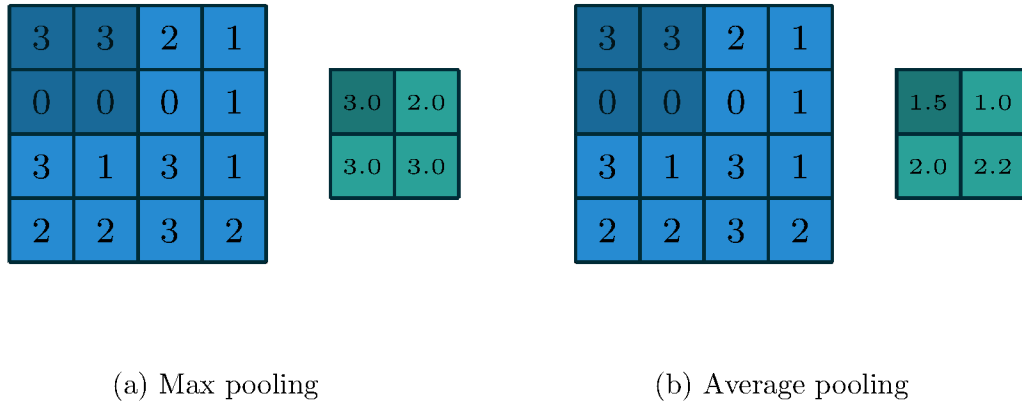 3 3 2 1
0 0 0 1
3 1 3 1
2 2 3 2
3.0 2.0
3.0 3.0
(a) Max pooling
3 3 2 1
0 0 0 1
3 1 3 1
2 2 3 2
1.5 1.0
2.0 2.2
(b) Average pooling